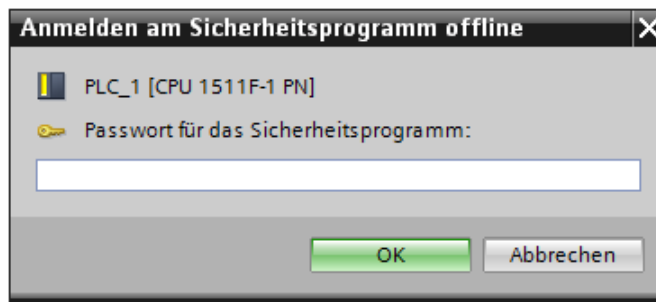 Anmelden am Sicherheitsprogramm offline
PLC_1 [CPU 1511F-1 PN]
Passwort für das Sicherheitsprogramm:
OK
Abbrechen